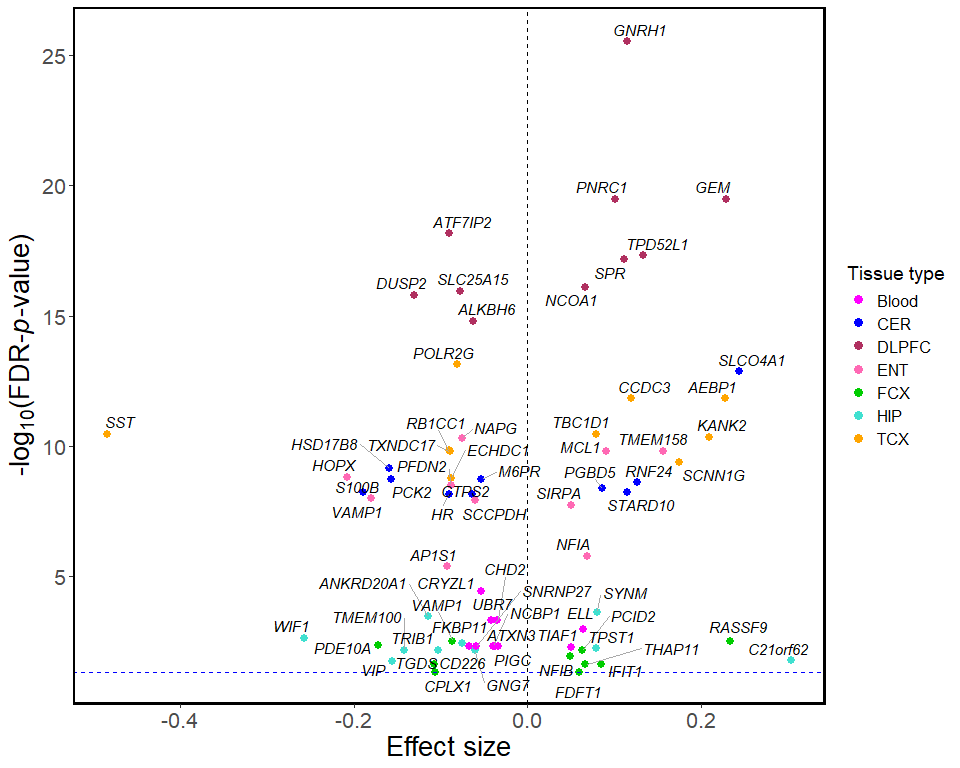 GNRH1
25
PNRC1
GEM
20
ATF7IP2
TPD52L1
SPR
SLC25A15
DUSP2
NCOA1
ALKBH6
15
POLR2G
SLCO4A1
CCDC3
AEBP1
SST
RB1CC1
NAPG
TBC1D1
KANK2
10
HSD17B8
TXNDC17
ECHDC1
MCL1
TMEM158
HOPX
PFDN2
M6PR
PGBD5
RNF24
SCNN1G
S100B
PCK2
GTPS2
SIRPA
STARD10
VAMP1
HR
SCCPDH
NFIA
AP1S1
5
ANKRD20A1
CRYZL1
CHD2
SNRNP27
SYNM
VAMP1
UBR7
NCBP1
ELL
PCID2
TMEM100
FKBP11
WIF1
TRIB1
ATXN3
TIAF1
TPST1
RASSF9
PDE10A
THAP11
C21orf62
VIP
TGDS
CD226
PIGC
NFIB
IFIT1
CPLX1
GNG7
FDFT1
-0.4
-0.2
0.0
0.2
Effect size
-log10(FDR-p-value)
Tissue type
Blood
CER
DLPFC
ENT
FCX
HIP
TCX